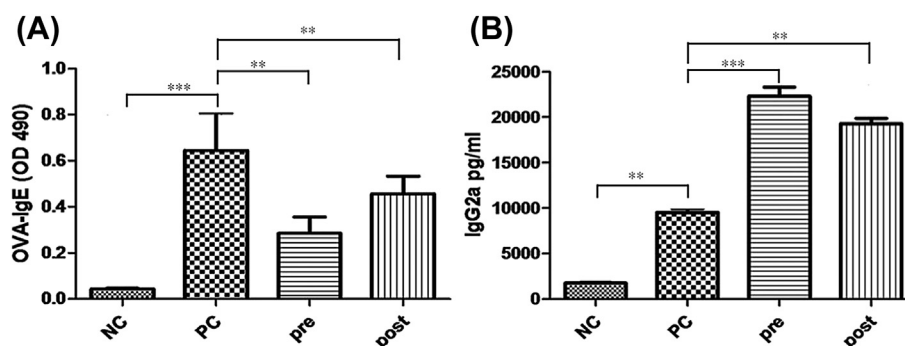 (A)
OVA-IgE (OD 490)
1.0
0.8
0.6
0.4
0.2
0.0
***
**
**
NC
PC
pre
post
(B)
IgG2a pg/ml
25000
20000
15000
10000
5000
0
**
***
**
NC
PC
pre
post